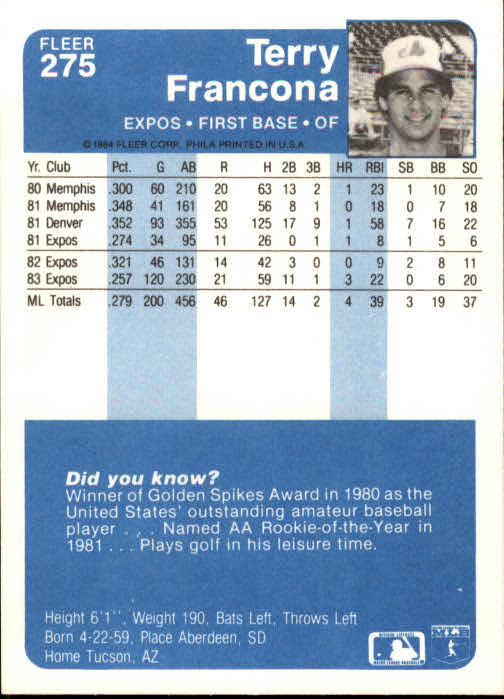 FLEER
275
Terry
Francona
EXPOS • FIRST BASE • OF
© 1984 FLEER CORP. PHILA PRINTED IN U.S.A.
Yr. Club Pct. G AB R H 2B 3B HR RBI SB BB SO
80 Memphis .300 60 210 20 63 13 2 1 23 1 10 20
81 Memphis .348 41 161 20 56 8 1 0 18 0 7 18
81 Denver .352 93 355 53 125 17 9 1 58 7 16 22
81 Expos .274 34 95 11 26 0 1 1 8 1 5 6
82 Expos .321 46 131 14 42 3 0 0 9 2 8 11
83 Expos .257 120 230 21 59 11 1 3 22 0 6 20
ML Totals .279 200 456 46 127 14 2 4 39 3 19 37
Did you know?
Winner of Golden Spikes Award in 1980 as the
United States' outstanding amateur baseball
player . . . Named AA Rookie-of-the-Year in
1981 . . . Plays golf in his leisure time.
Height 6'1'', Weight 190, Bats Left, Throws Left
Born 4-22-59, Place Aberdeen, SD
Home Tucson, AZ